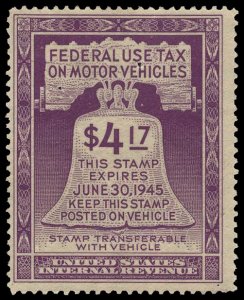 FEDERAL USE TAX
ON MOTOR VEHICLES
$4.17
THIS STAMP
EXPIRES
JUNE 30, 1945
KEEP THIS STAMP
POSTED ON VEHICLE
STAMP TRANSFERABLE
WITH VEHICLE
UNITED STATES
INTERNAL REVENUE